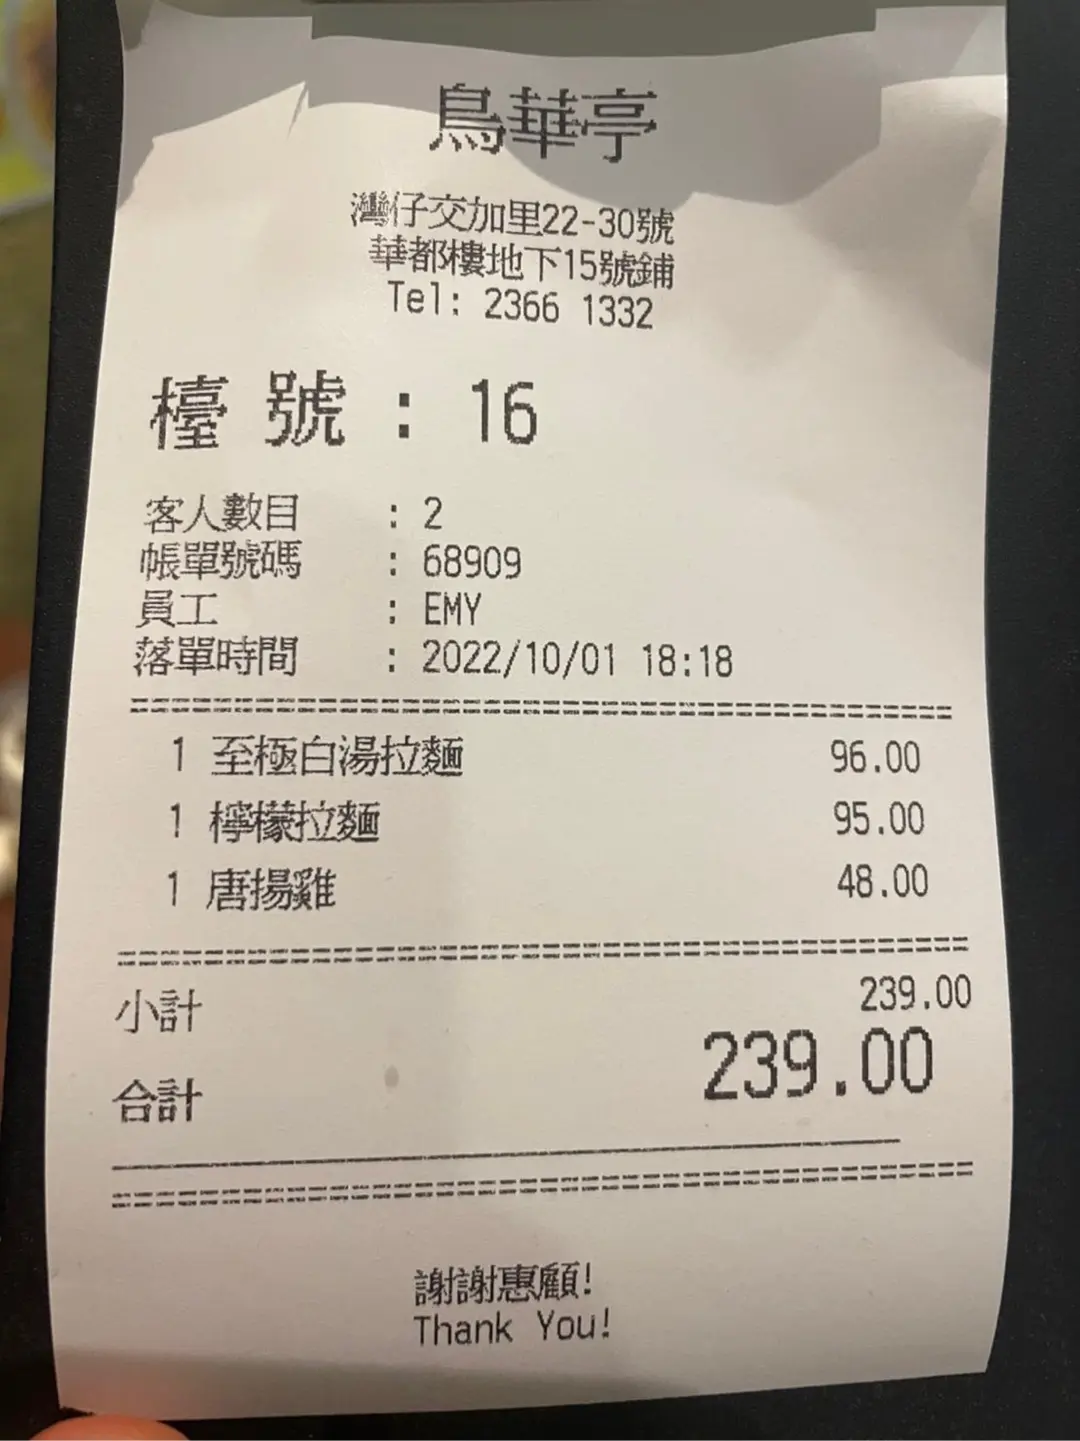 鳥華亭
灣仔交加里22-30號
華都樓地下15號鋪
Tel: 2366 1332
檯號 : 16
客人數目 : 2
帳單號碼 : 68909
員工 : EMY
落單時間 : 2022/10/01 18:18
1 至極白湯拉麵 96.00
1 檸檬拉麵 95.00
1 唐揚雞 48.00
小計 239.00
合計 239.00
謝謝惠顧!
Thank You!